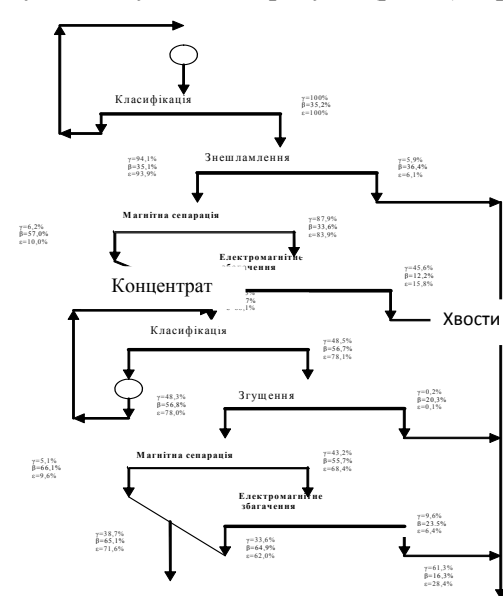 Класифікація
γ=100%
β=35,2%
ε=100%
Знешламлення
γ=94,1%
β=35,1%
ε=93,9%
γ=5,9%
β=36,4%
ε=6,1%
Магнітна сепарація
γ=6,2%
β=57,0%
ε=10,0%
γ=87,9%
β=33,6%
ε=83,9%
Електромагнітне
збагачення
γ=45,6%
β=12,2%
ε=15,8%
Концентрат
Хвости
Класифікація
γ=48,5%
β=56,7%
ε=78,1%
γ=48,3%
β=56,8%
ε=78,0%
Згущення
γ=0,2%
β=20,3%
ε=0,1%
Магнітна сепарація
γ=5,1%
β=66,1%
ε=9,6%
γ=43,2%
β=55,7%
ε=68,4%
Електромагнітне
збагачення
γ=9,6%
β=23.5%
ε=6,4%
γ=38,7%
β=65,1%
ε=71,6%
γ=33,6%
β=64,9%
ε=62,0%
γ=61,3%
β=16,3%
ε=28,4%